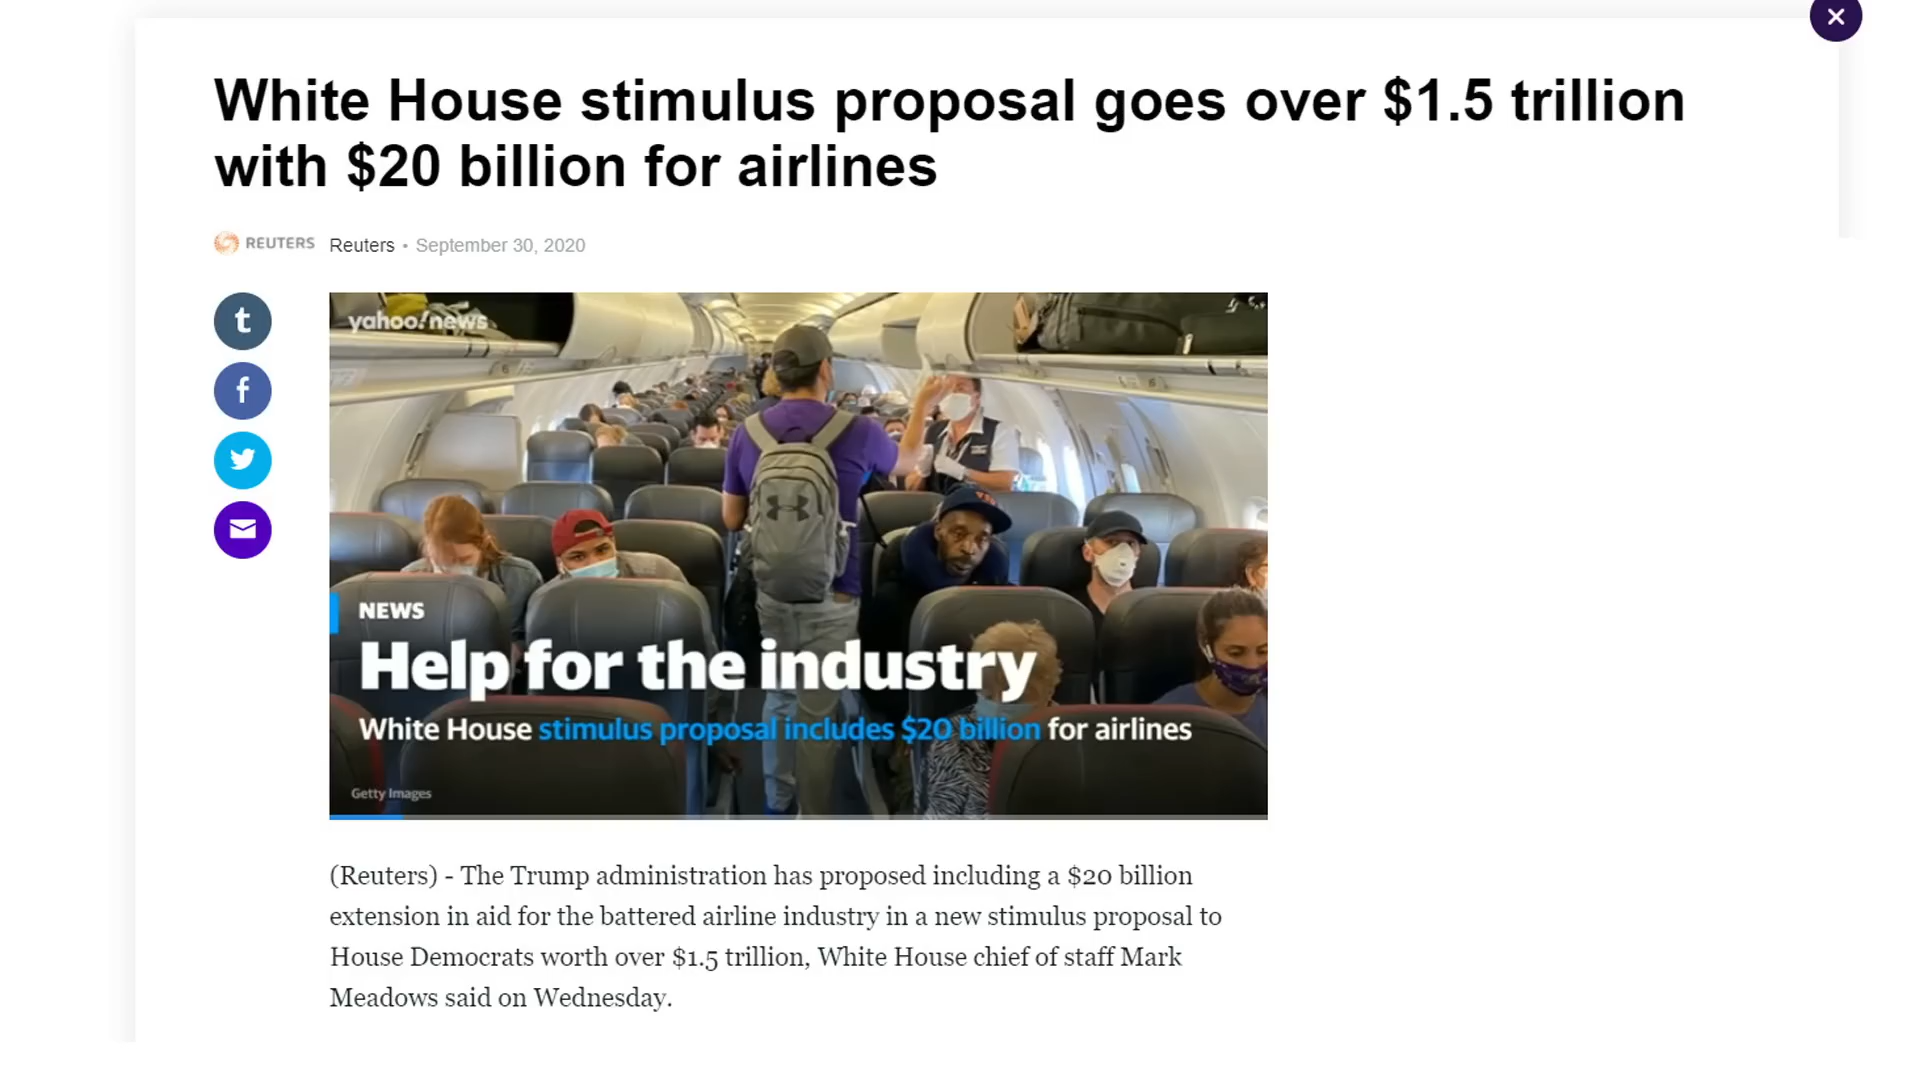 White House stimulus proposal goes over $1.5 trillion
with $20 billion for airlines
REUTERS Reuters • September 30, 2020
t
f
yahoo!news
NEWS
Help for the industry
White House stimulus proposal includes $20 billion for airlines
Getty Images
(Reuters) - The Trump administration has proposed including a $20 billion
extension in aid for the battered airline industry in a new stimulus proposal to
House Democrats worth over $1.5 trillion, White House chief of staff Mark
Meadows said on Wednesday.